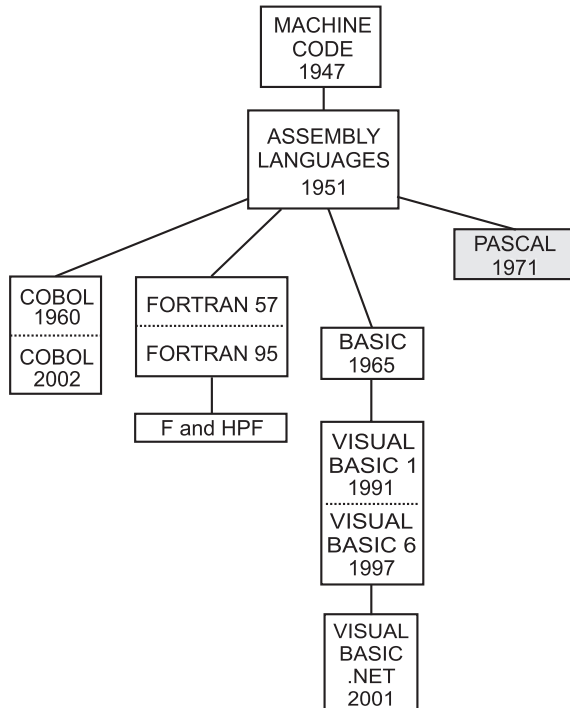 MACHINE
CODE
1947
ASSEMBLY
LANGUAGES
1951
PASCAL
1971
COBOL
1960
COBOL
2002
FORTRAN 57
FORTRAN 95
F and HPF
BASIC
1965
VISUAL
BASIC 1
1991
VISUAL
BASIC 6
1997
VISUAL
BASIC
.NET
2001